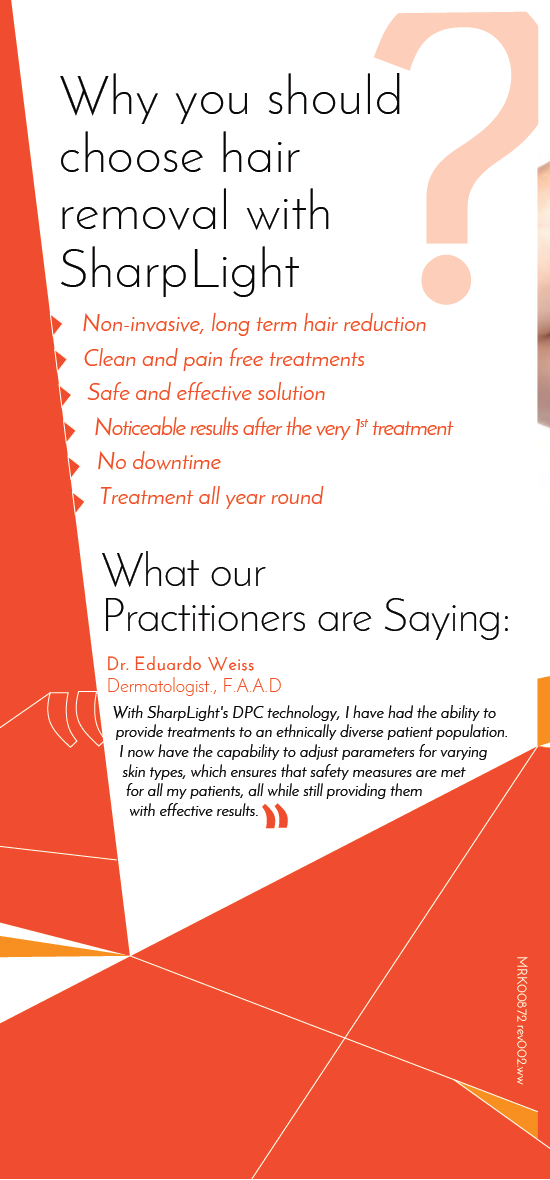 Why you should
choose hair
removal with
SharpLight
?
Non-invasive, long term hair reduction
Clean and pain free treatments
Safe and effective solution
Noticeable results after the very 1st treatment
No downtime
Treatment all year round
What our
Practitioners are Saying:
Dr. Eduardo Weiss
Dermatologist., F.A.A.D
"With SharpLight's DPC technology, I have had the ability to
provide treatments to an ethnically diverse patient population.
I now have the capability to adjust parameters for varying
skin types, which ensures that safety measures are met
for all my patients, all while still providing them
with effective results."
MRK00872 rev002.ww